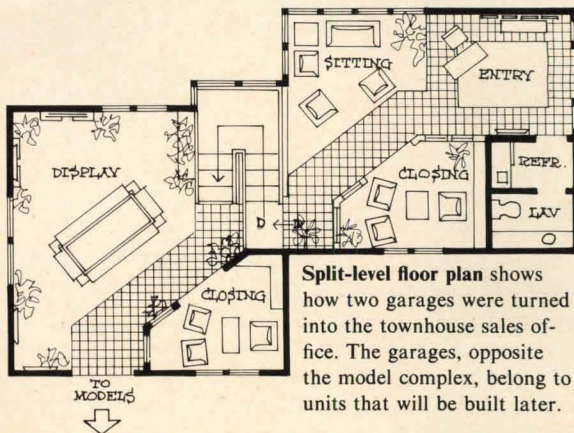 SITTING
ENTRY
DISPLAY
CLOSING
REFR.
LAV
D
CLOSING
TO
MODELS
Split-level floor plan shows
how two garages were turned
into the townhouse sales of-
fice. The garages, opposite
the model complex, belong to
units that will be built later.